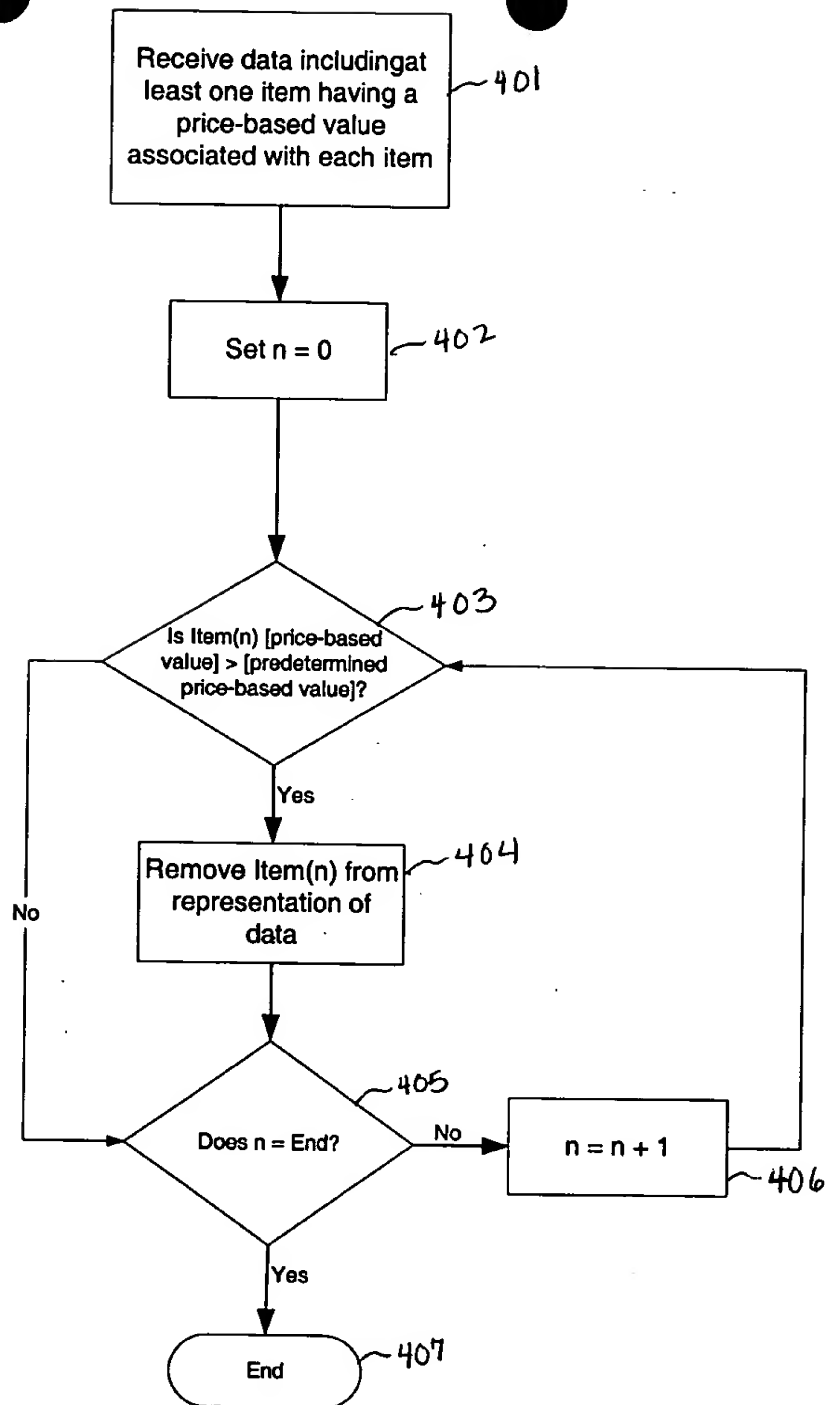 Receive data includingat
least one item having a
price-based value
associated with each item
401
Set n = 0
402
403
Is Item(n) [price-based
value] > [predetermined
price-based value]?
Yes
404
Remove Item(n) from
representation of
data
No
405
Does n = End?
No
n = n + 1
406
Yes
End
407